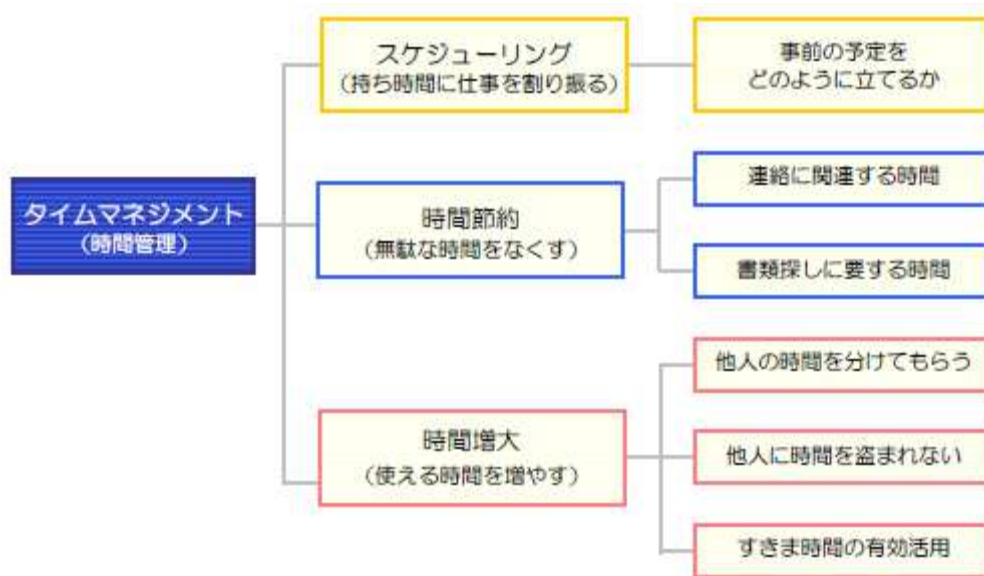 タイムマネジメント
(時間管理)
スケジューリング
(持ち時間に仕事を割り振る)
事前の予定を
どのように立てるか
時間節約
(無駄な時間をなくす)
連絡に関連する時間
書類探しに要する時間
時間増大
(使える時間を増やす)
他人の時間を分けてもらう
他人に時間を盗まれない
すきま時間の有効活用